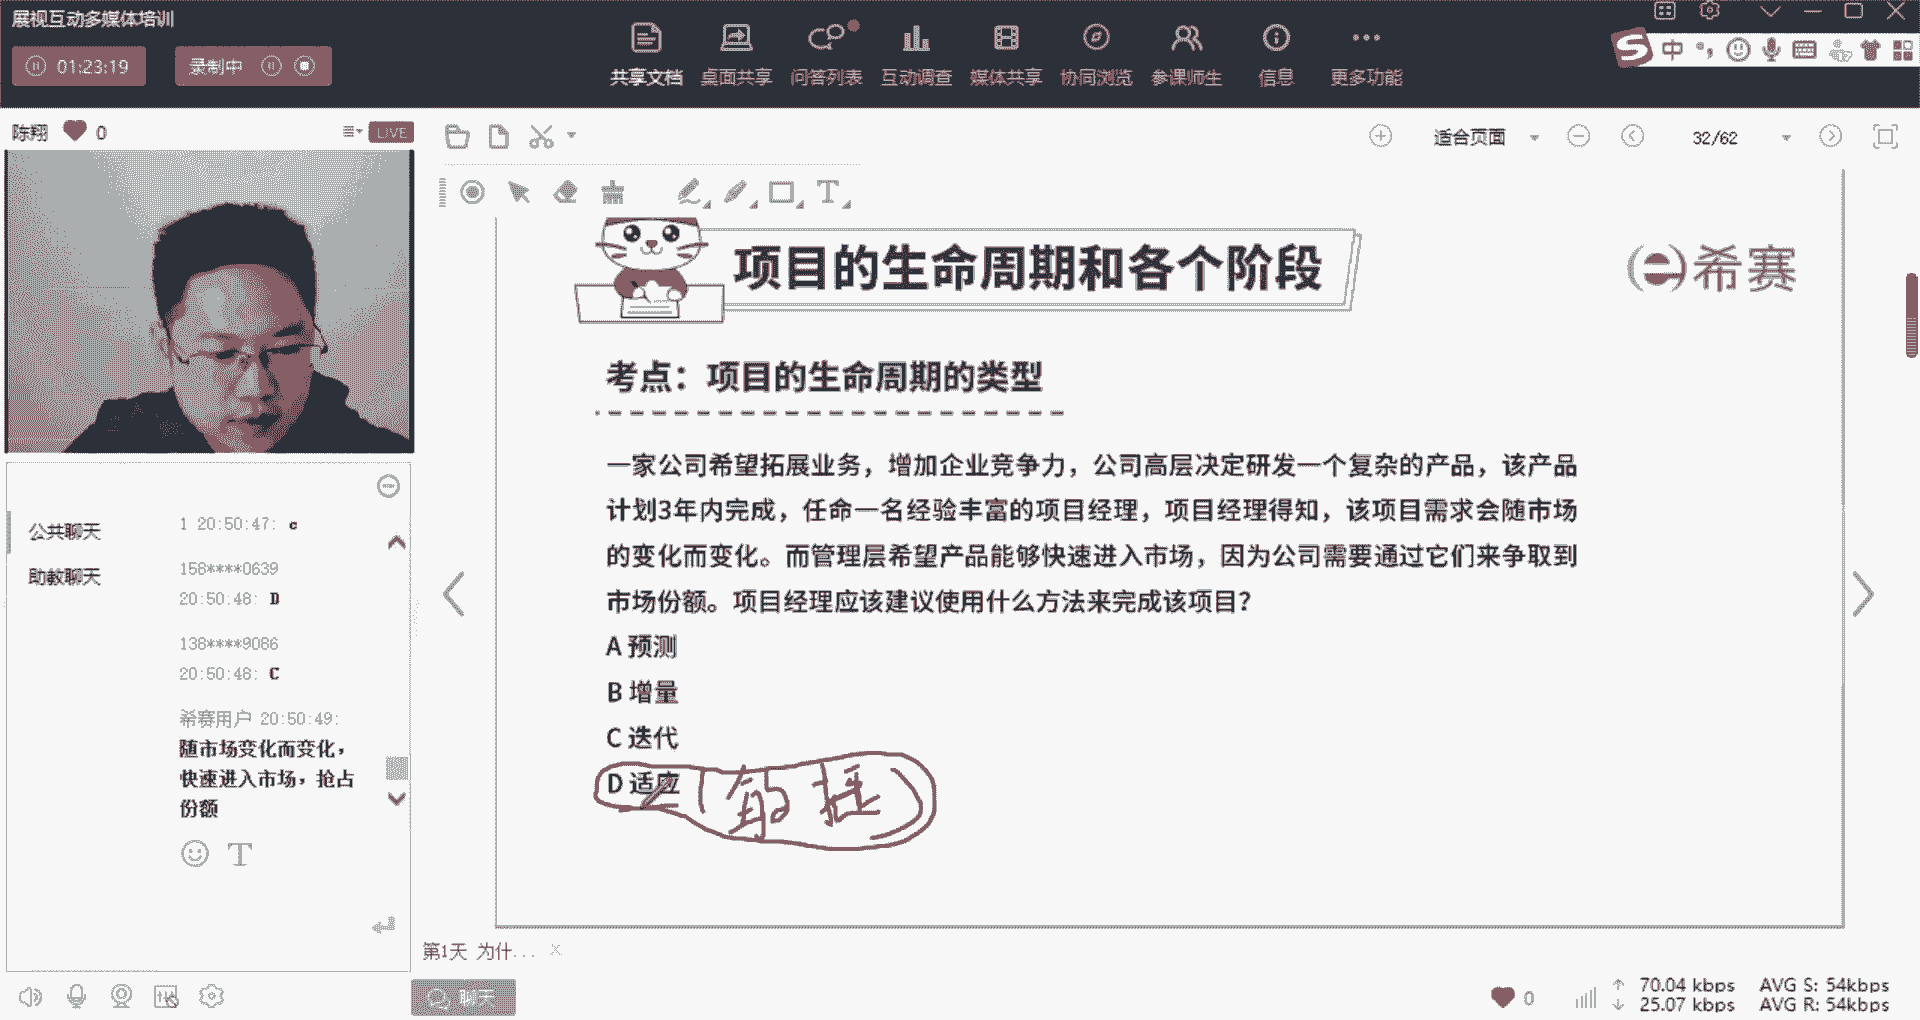 展视互动多媒体培训
01:23:19
录制中
共享文档
桌面共享
问答列表
互动调查
媒体共享
协同浏览
参课师生
信息
更多功能
中
陈翔
0
LIVE
适合页面
32/62
公共聊天
助教聊天
1 20:50:47: c
158****0639
20:50:48: D
138****9086
20:50:48: C
希赛用户 20:50:49:
随市场变化而变化，
快速进入市场，抢占
份额
项目的生命周期和各个阶段
希赛
考点：项目的生命周期的类型
一家公司希望拓展业务，增加企业竞争力，公司高层决定研发一个复杂的产品，该产品
计划3年内完成，任命一名经验丰富的项目经理，项目经理得知，该项目需求会随市场
的变化而变化。而管理层希望产品能够快速进入市场，因为公司需要通过它们来争取到
市场份额。项目经理应该建议使用什么方法来完成该项目？
A 预测
B 增量
C 迭代
D 适应（敏捷）
第1天 为什...
聊天
0
70.04 kbps AVG S: 54kbps
25.07 kbps AVG R: 54kbps